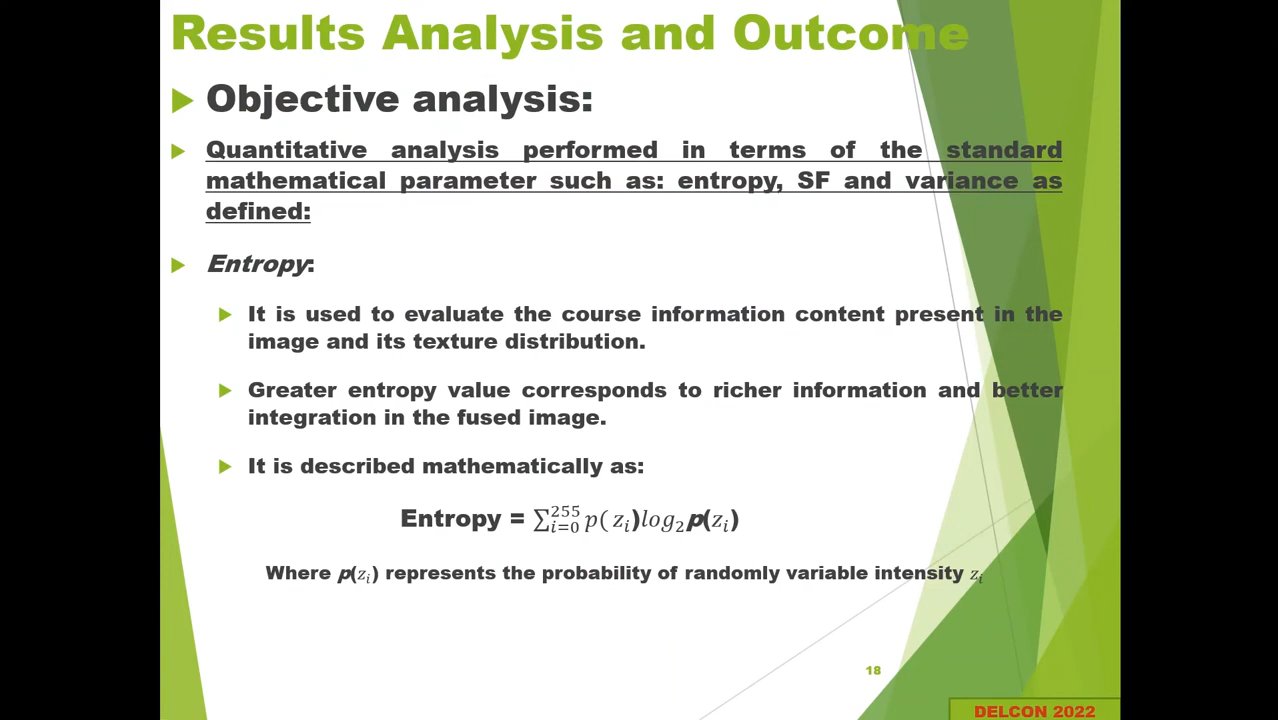 Results Analysis and Outcome
Objective analysis:
Quantitative analysis performed in terms of the standard
mathematical parameter such as: entropy, SF and variance as
defined:
Entropy:
It is used to evaluate the course information content present in the
image and its texture distribution.
Greater entropy value corresponds to richer information and better
integration in the fused image.
It is described mathematically as:
Entropy = ∑_{i=0}^{255} p( z_i)log_2 p(z_i)
Where p(z_i) represents the probability of randomly variable intensity z_i
18
DELCON 2022